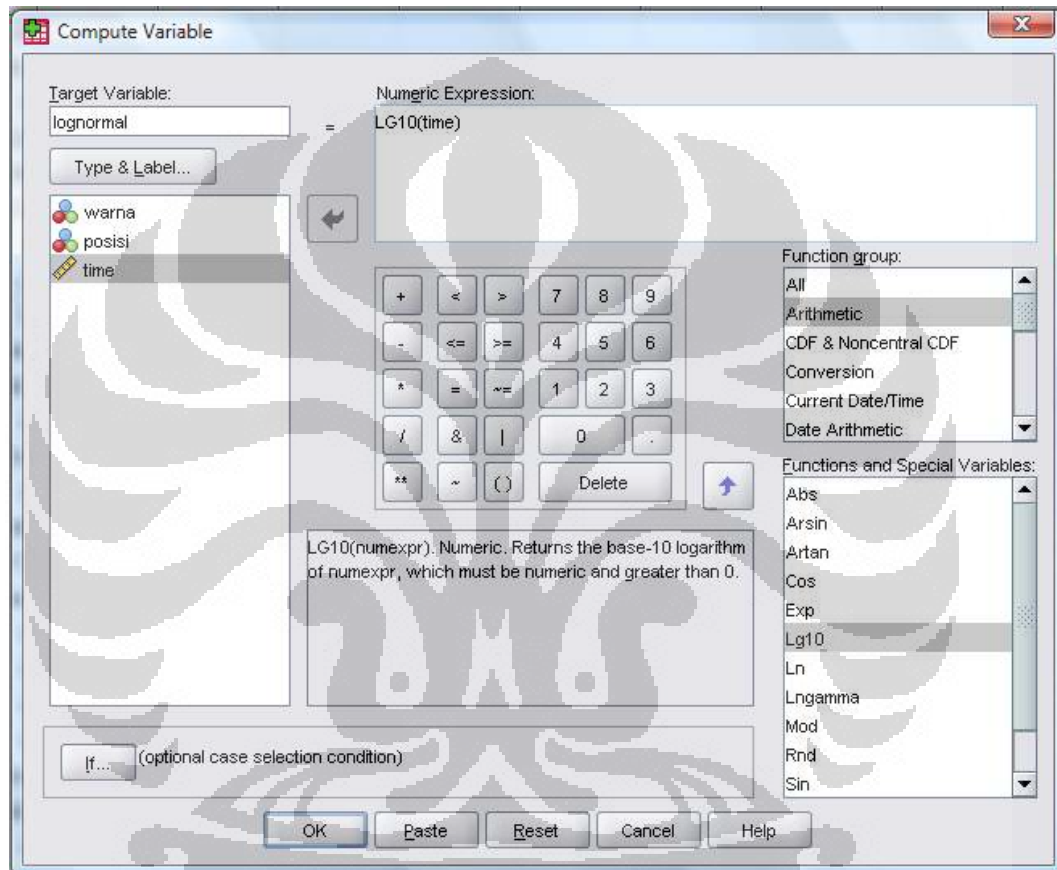 Compute Variable
Target Variable:
lognormal
=
Numeric Expression:
LG10(time)
Type & Label...
warna
posisi
time
+ < > 7 8 9
- <= >= 4 5 6
* = ~= 1 2 3
/ & | 0 .
** ~ () Delete
Function group:
All
Arithmetic
CDF & Noncentral CDF
Conversion
Current Date/Time
Date Arithmetic
LG10(numexpr). Numeric. Returns the base-10 logarithm
of numexpr, which must be numeric and greater than 0.
Functions and Special Variables:
Abs
Arsin
Artan
Cos
Exp
Lg10
Ln
Lngamma
Mod
Rnd
Sin
If... (optional case selection condition)
OK Paste Reset Cancel Help